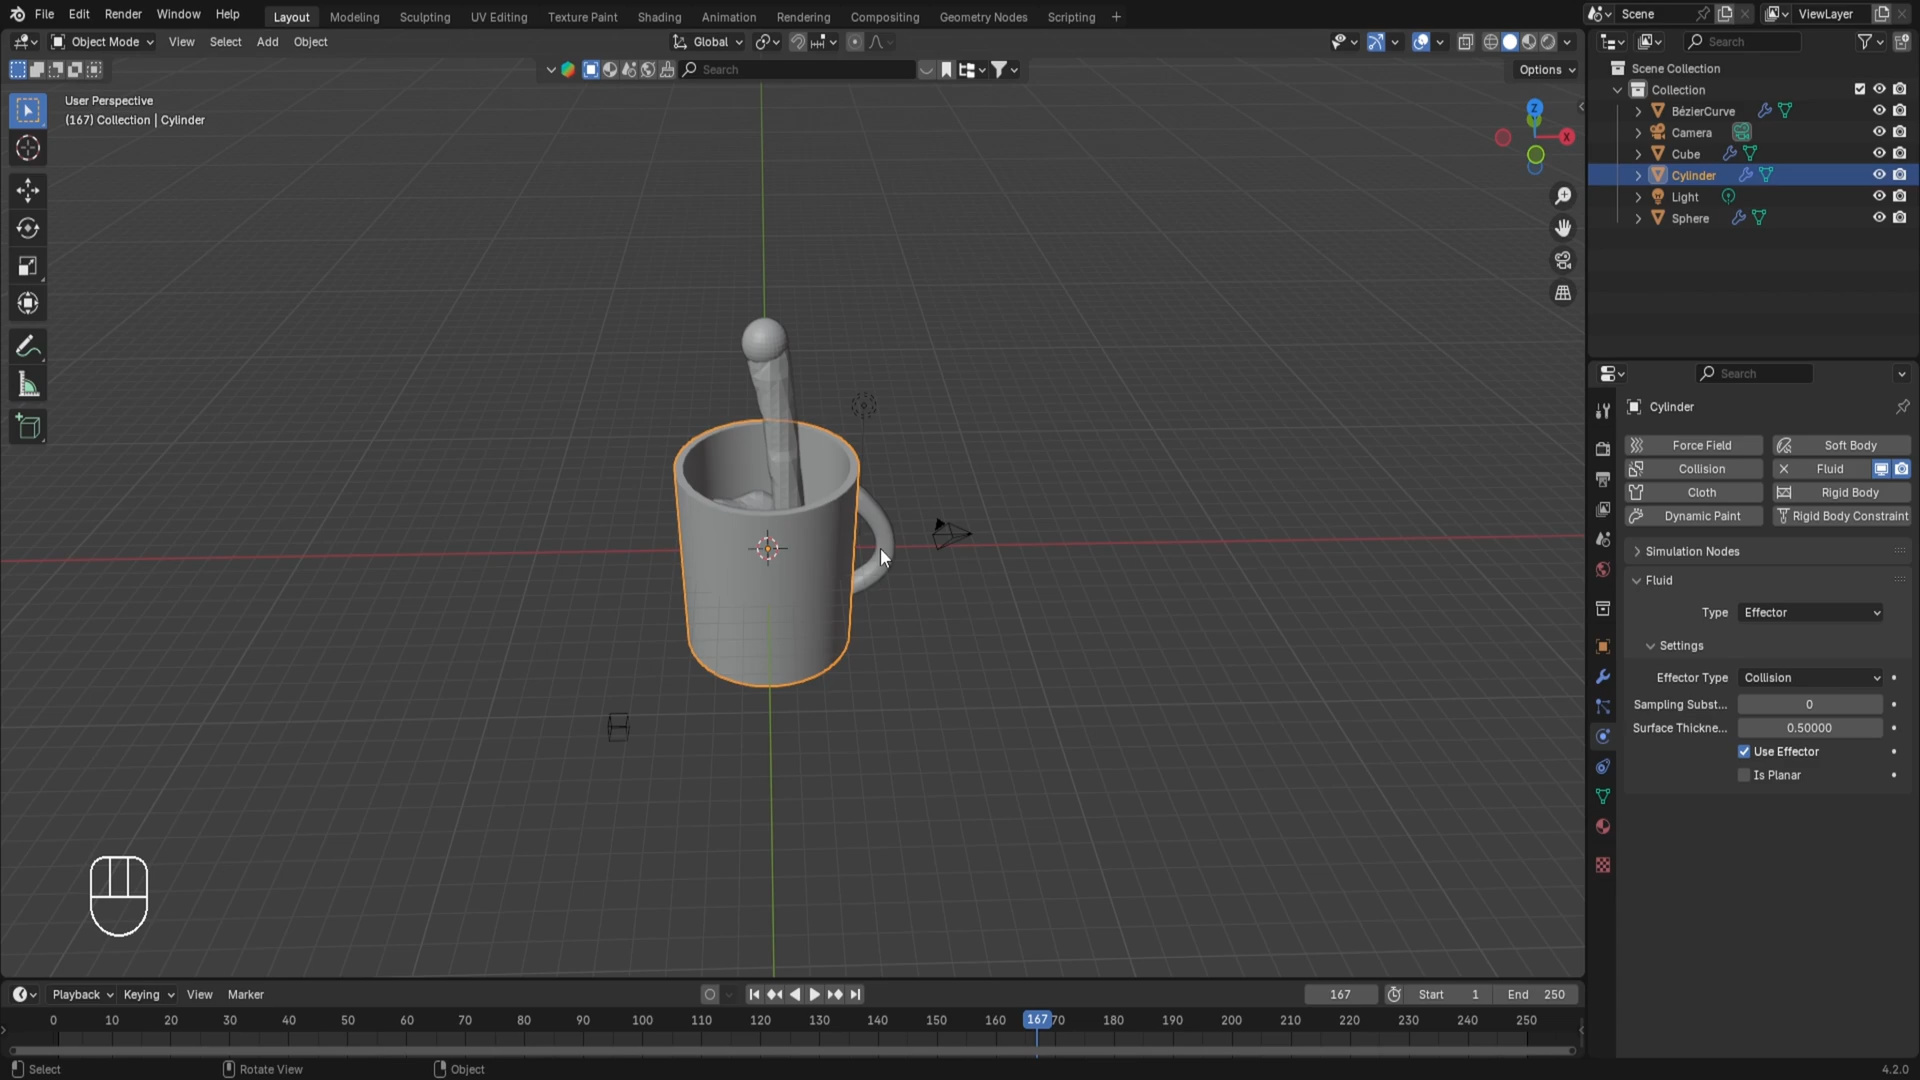 File Edit Render Window Help
Layout Modeling Sculpting UV Editing Texture Paint Shading Animation Rendering Compositing Geometry Nodes Scripting +
Scene
ViewLayer
Object Mode View Select Add Object
Global
Search
Search
Options
User Perspective
(167) Collection | Cylinder
Z
X
Scene Collection
Collection
BézierCurve
Camera
Cube
Cylinder
Light
Sphere
Search
Cylinder
Force Field Soft Body
Collision Fluid
Cloth Rigid Body
Dynamic Paint Rigid Body Constraint
Simulation Nodes
Fluid
Type Effector
Settings
Effector Type Collision
Sampling Subst... 0
Surface Thickne... 0.50000
Use Effector
Is Planar
Playback Keying View Marker
167 Start 1 End 250
0 10 20 30 40 50 60 70 80 90 100 110 120 130 140 150 160 167 70 180 190 200 210 220 230 240 250
Select Rotate View Object 4.2.0